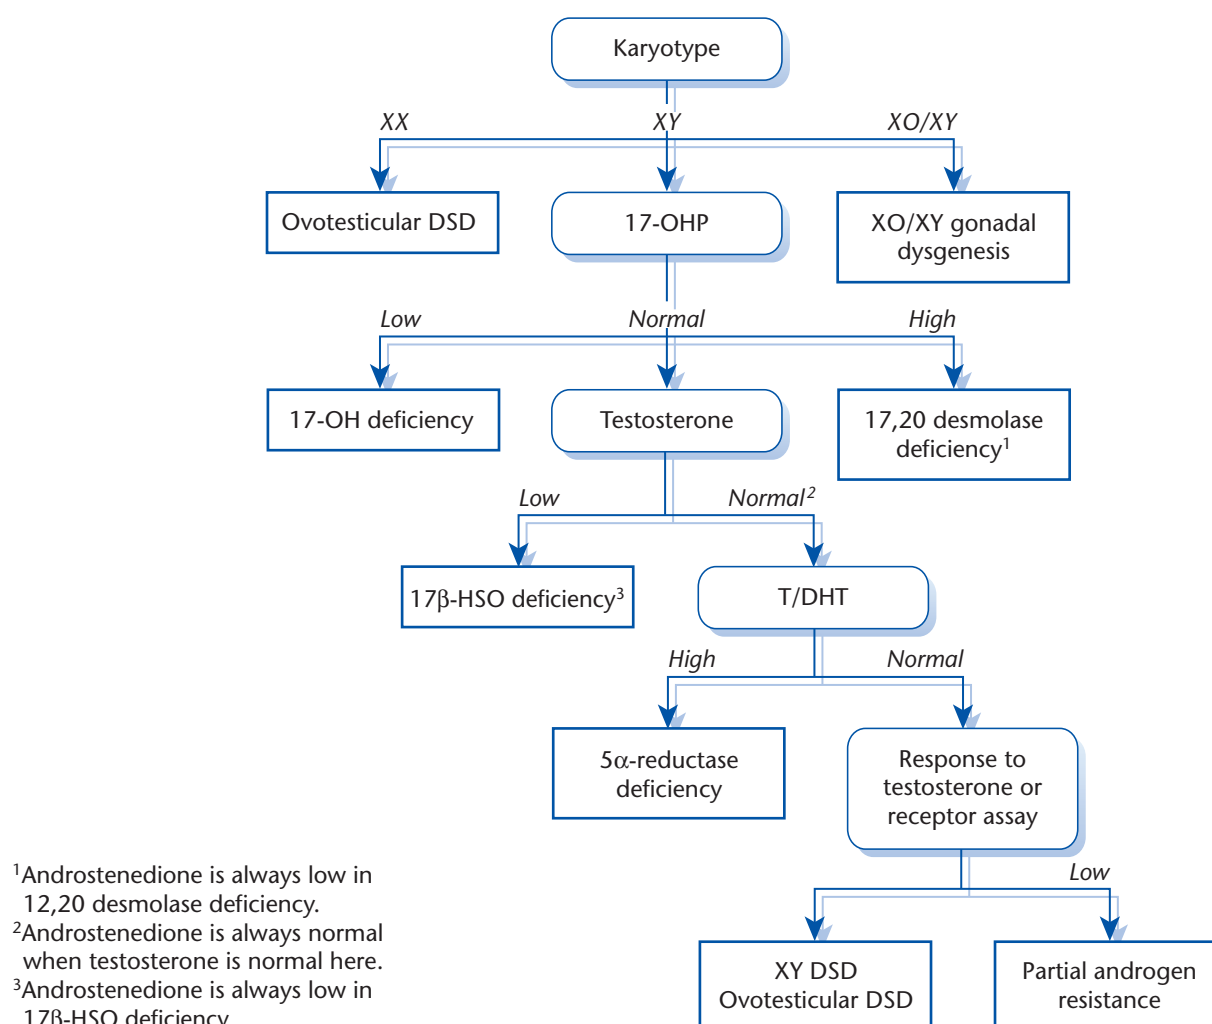 Karyotype
XX
XY
XO/XY
Ovotesticular DSD
17-OHP
XO/XY gonadal
dysgenesis
Low
Normal
High
17-OH deficiency
Testosterone
17,20 desmolase
deficiency¹
Low
Normal²
17β-HSO deficiency³
T/DHT
High
Normal
5α-reductase
deficiency
Response to
testosterone or
receptor assay
Low
XY DSD
Ovotesticular DSD
Partial androgen
resistance
¹Androstenedione is always low in
12,20 desmolase deficiency.
²Androstenedione is always normal
when testosterone is normal here.
³Androstenedione is always low in
17β-HSO deficiency